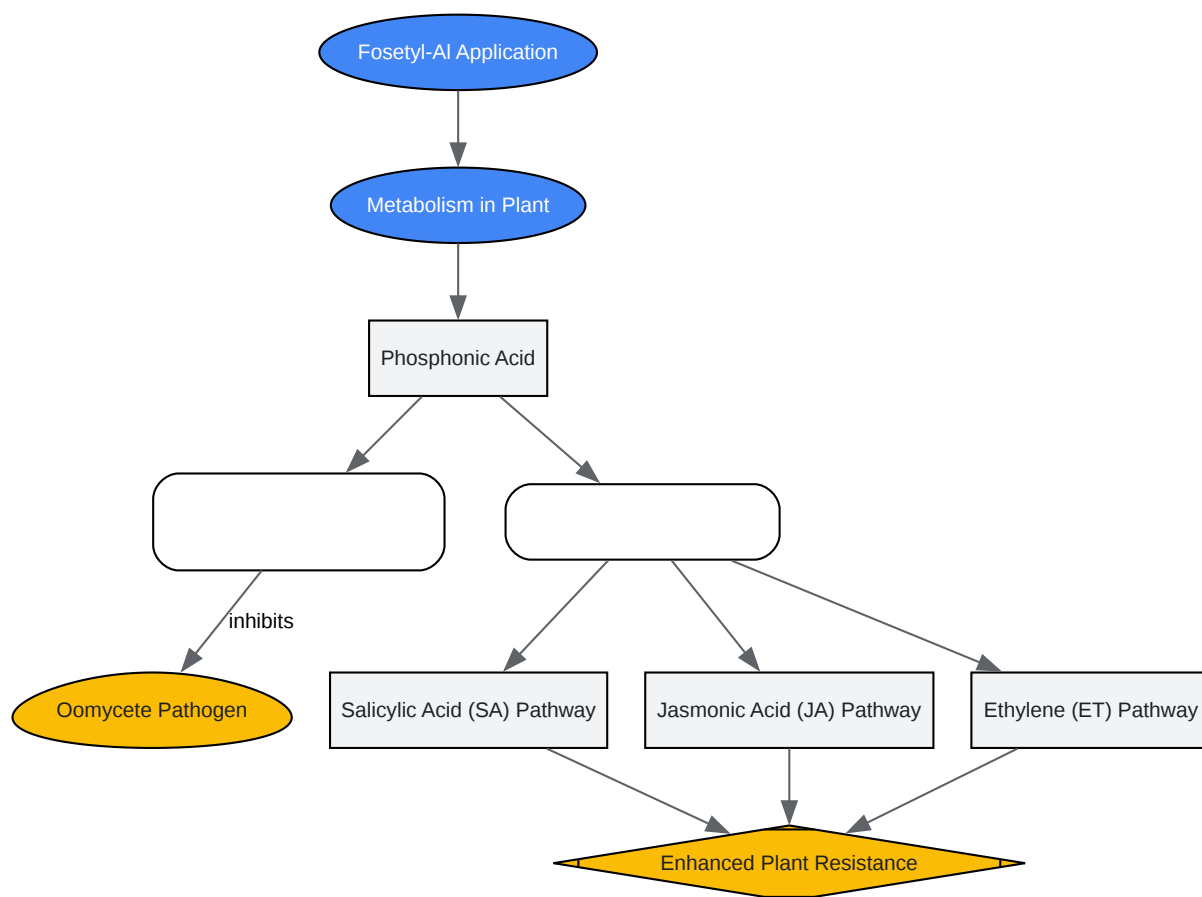 Fosetyl-Al Application
Metabolism in Plant
Phosphonic Acid
inhibits
Oomycete Pathogen
Salicylic Acid (SA) Pathway
Jasmonic Acid (JA) Pathway
Ethylene (ET) Pathway
Enhanced Plant Resistance